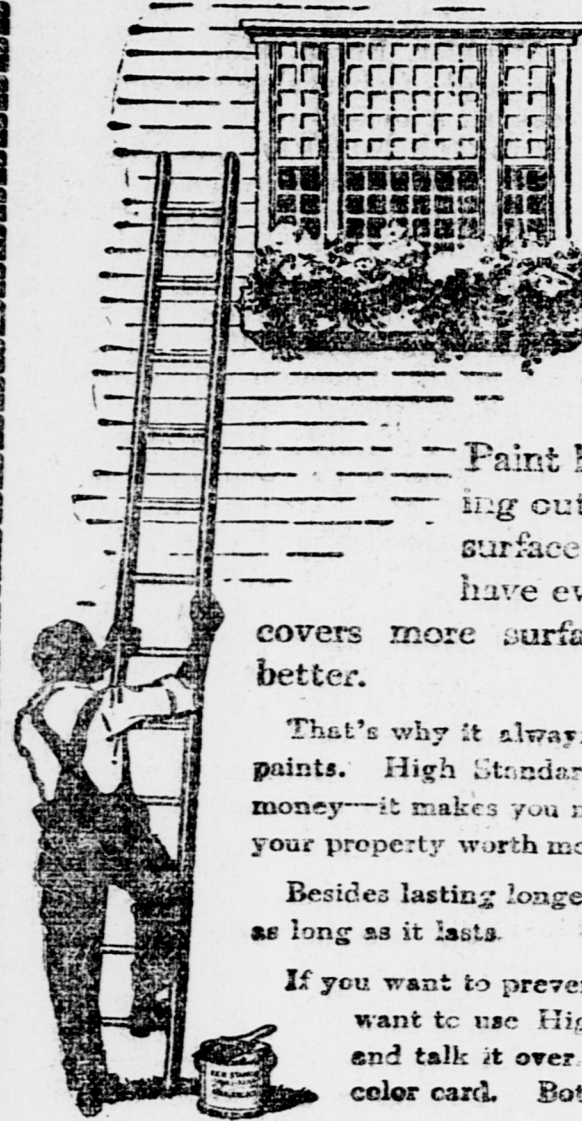 Paint
ing out
surface
have ev
covers more surfa
better.
That's why it alway
paints. High Standar
money—it makes you
your property worth mo
Besides lasting longe
as long as it lasts.
If you want to preve
want to use Hig
and talk it over.
color card. Bot